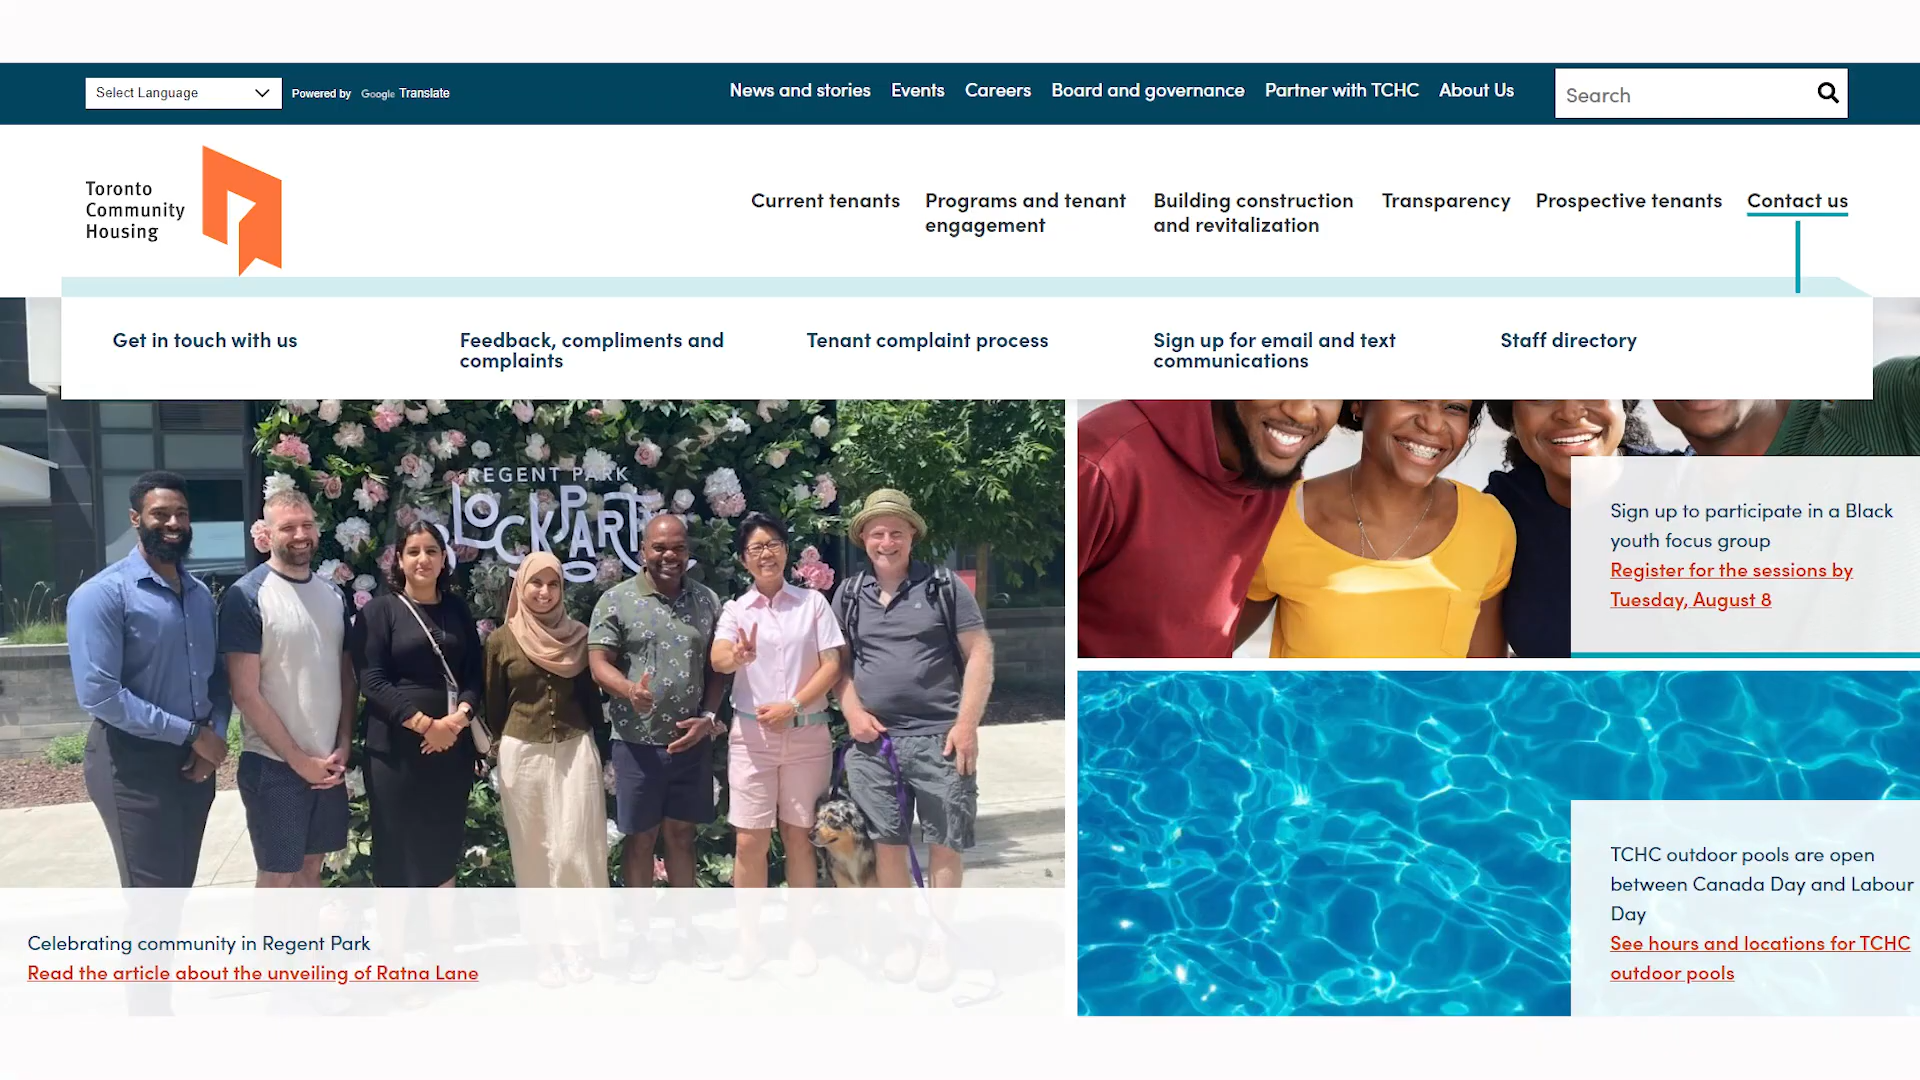 Select Language
Powered by Google Translate
News and stories
Events
Careers
Board and governance
Partner with TCHC
About Us
Search
Toronto
Community
Housing
Current tenants
Programs and tenant
engagement
Building construction
and revitalization
Transparency
Prospective tenants
Contact us
Get in touch with us
Feedback, compliments and
complaints
Tenant complaint process
Sign up for email and text
communications
Staff directory
REGENT PARK
BLOCK PARTY
Celebrating community in Regent Park
Read the article about the unveiling of Ratna Lane
Sign up to participate in a Black
youth focus group
Register for the sessions by
Tuesday, August 8
TCHC outdoor pools are open
between Canada Day and Labour
Day
See hours and locations for TCHC
outdoor pools